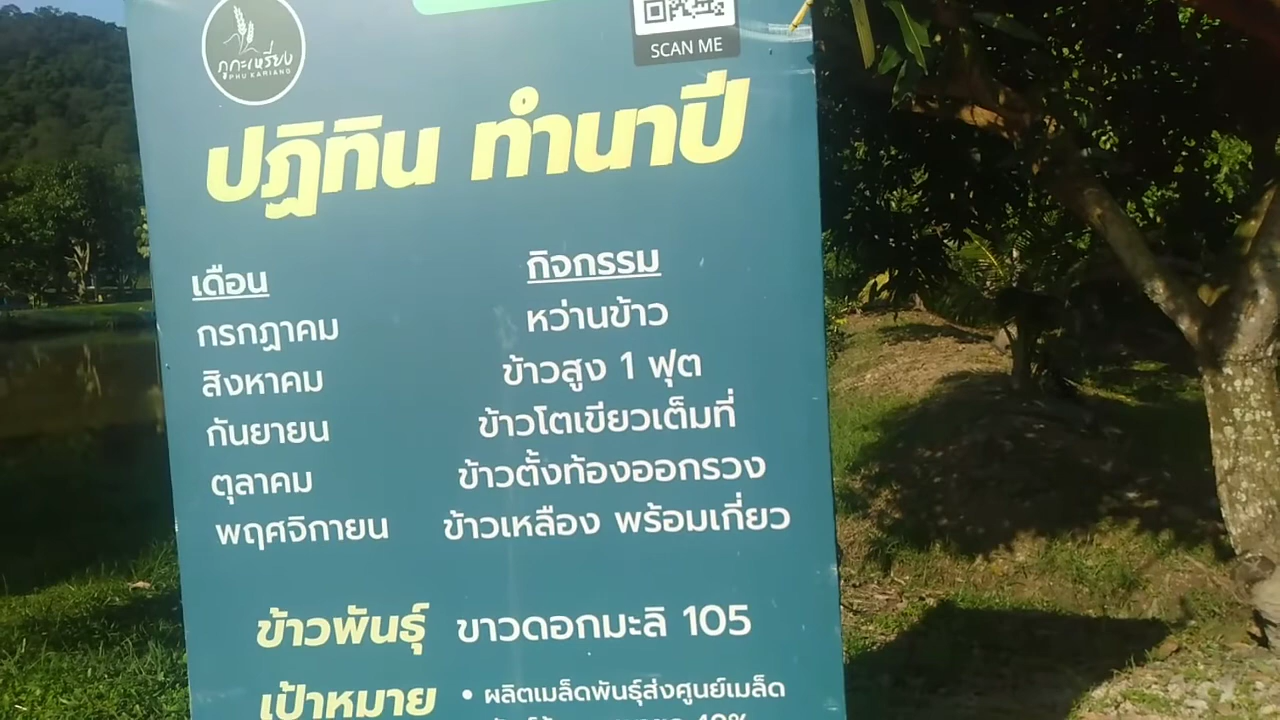 ภูกะเหรี่ยง
PHU KARIANG
SCAN ME
ปฏิทิน ทำนาปี
เดือน กิจกรรม
กรกฎาคม หว่านข้าว
สิงหาคม ข้าวสูง 1 ฟุต
กันยายน ข้าวโตเขียวเต็มที่
ตุลาคม ข้าวตั้งท้องออกรวง
พฤศจิกายน ข้าวเหลือง พร้อมเกี่ยว
ข้าวพันธุ์ ขาวดอกมะลิ 105
เป้าหมาย • ผลิตเมล็ดพันธุ์ส่งศูนย์เมล็ด